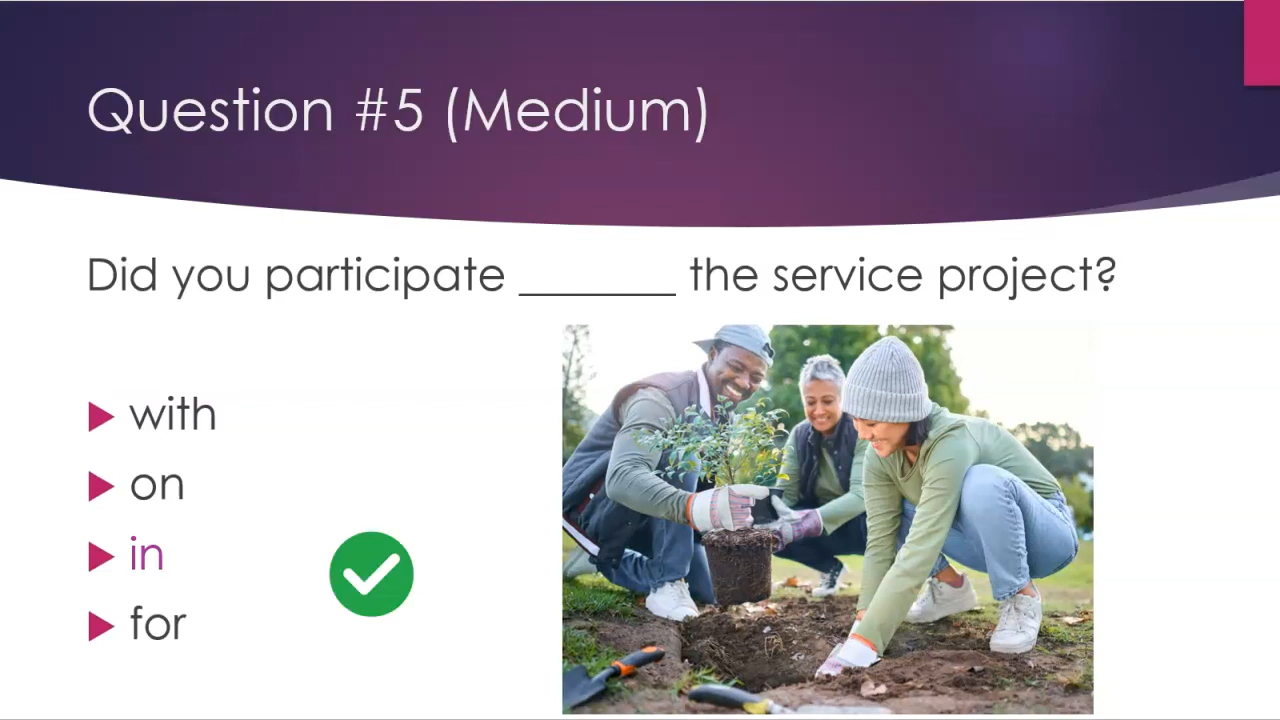 Question #5 (Medium)
Did you participate _______ the service project?
with
on
in
for